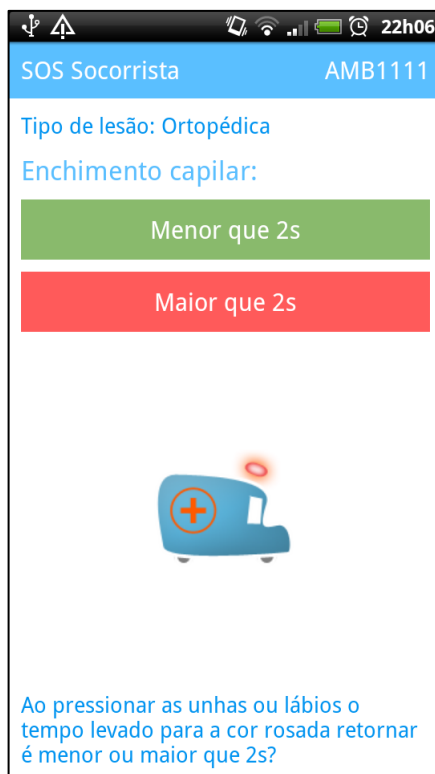 22h06
SOS Socorrista AMB1111
Tipo de lesão: Ortopédica
Enchimento capilar:
Menor que 2s
Maior que 2s
Ao pressionar as unhas ou lábios o
tempo levado para a cor rosada retornar
é menor ou maior que 2s?